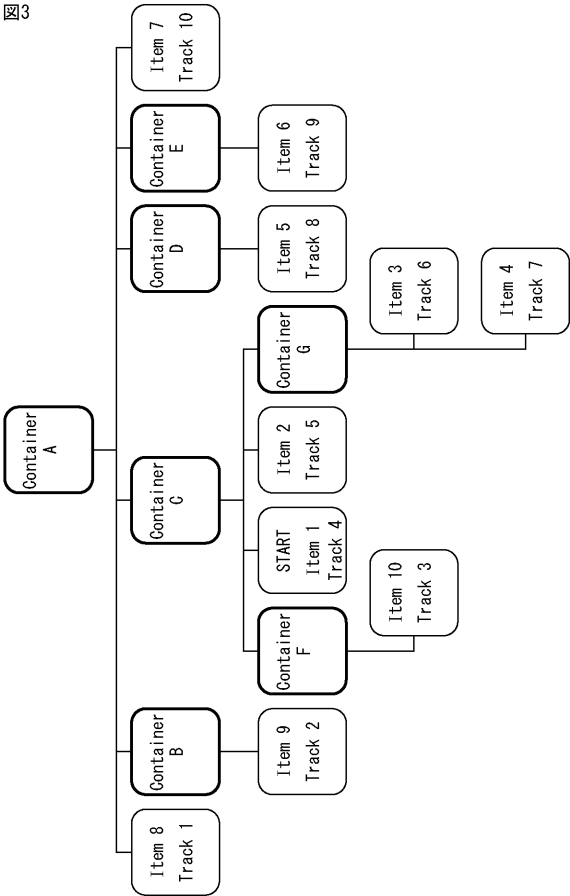 図3
Item 7
Track 10
Container
E
Item 6
Track 9
Container
D
Item 5
Track 8
Item 3
Track 6
Item 4
Track 7
Container
G
Container
A
Item 2
Track 5
Container
C
START
Item 1
Track 4
Item 10
Track 3
Container
F
Container
B
Item 9
Track 2
Item 8
Track 1